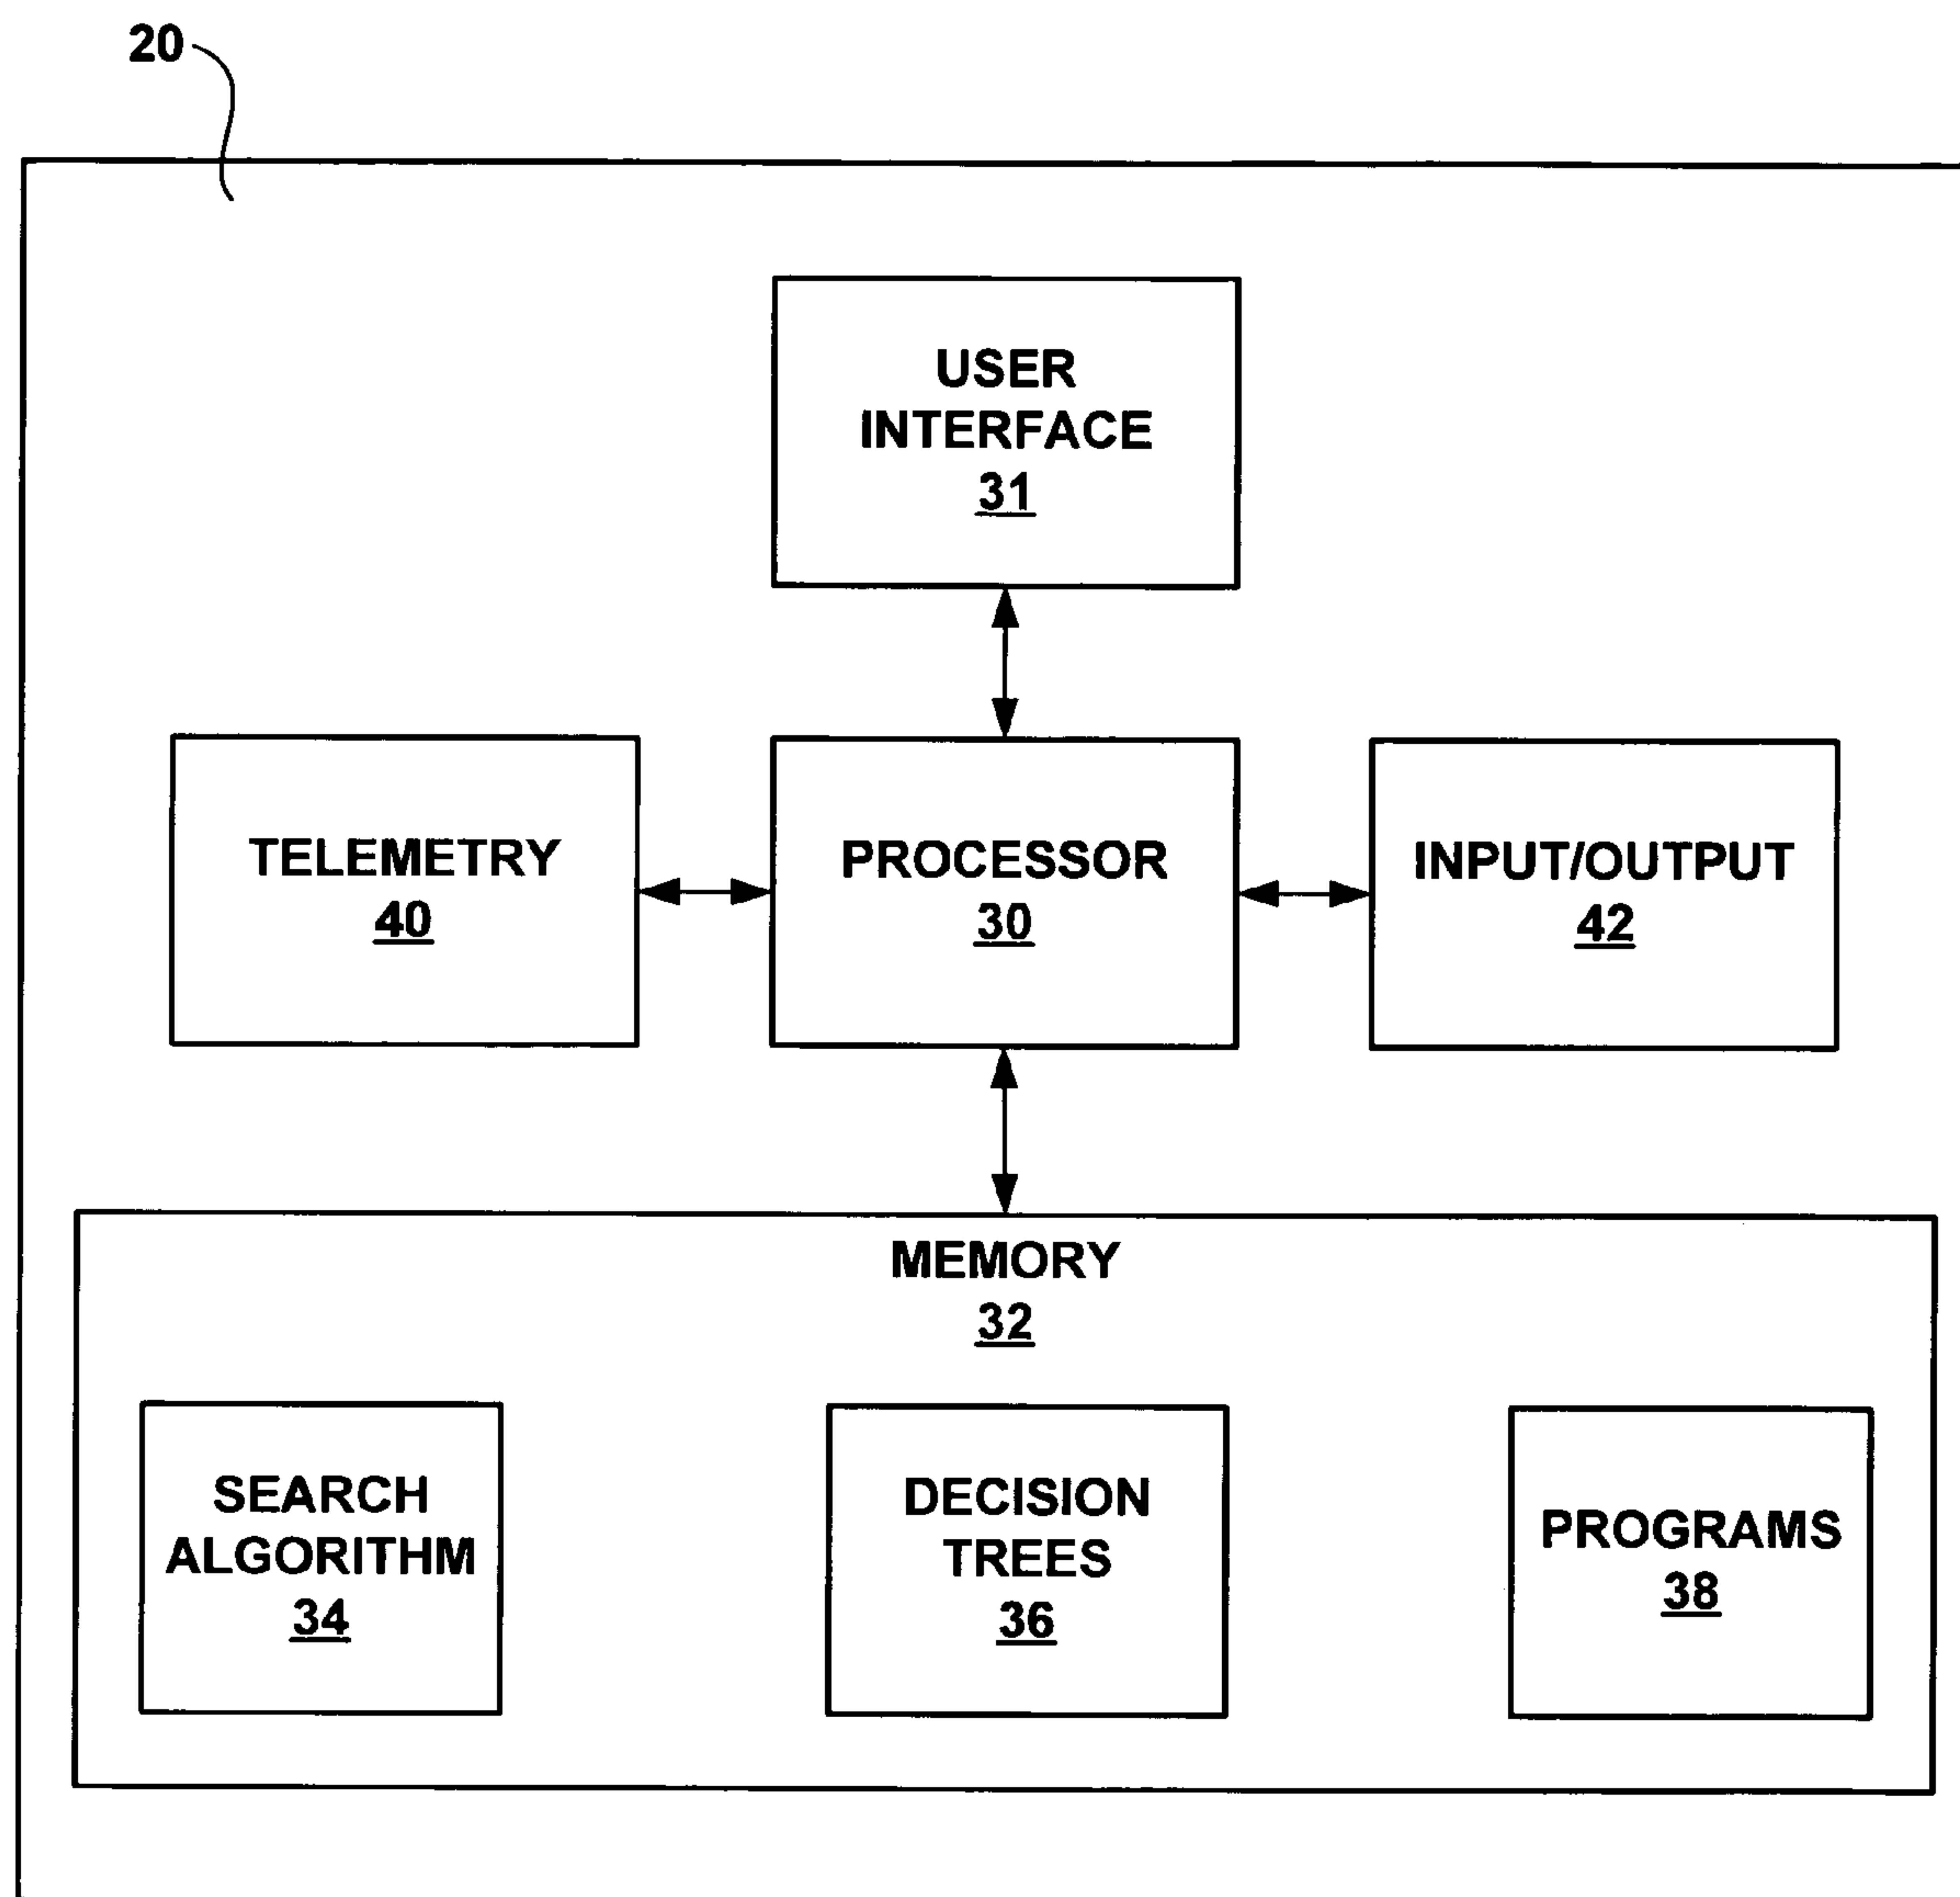 20
USER
INTERFACE
31
TELEMETRY
40
PROCESSOR
30
INPUT/OUTPUT
42
MEMORY
32
SEARCH
ALGORITHM
34
DECISION
TREES
36
PROGRAMS
38